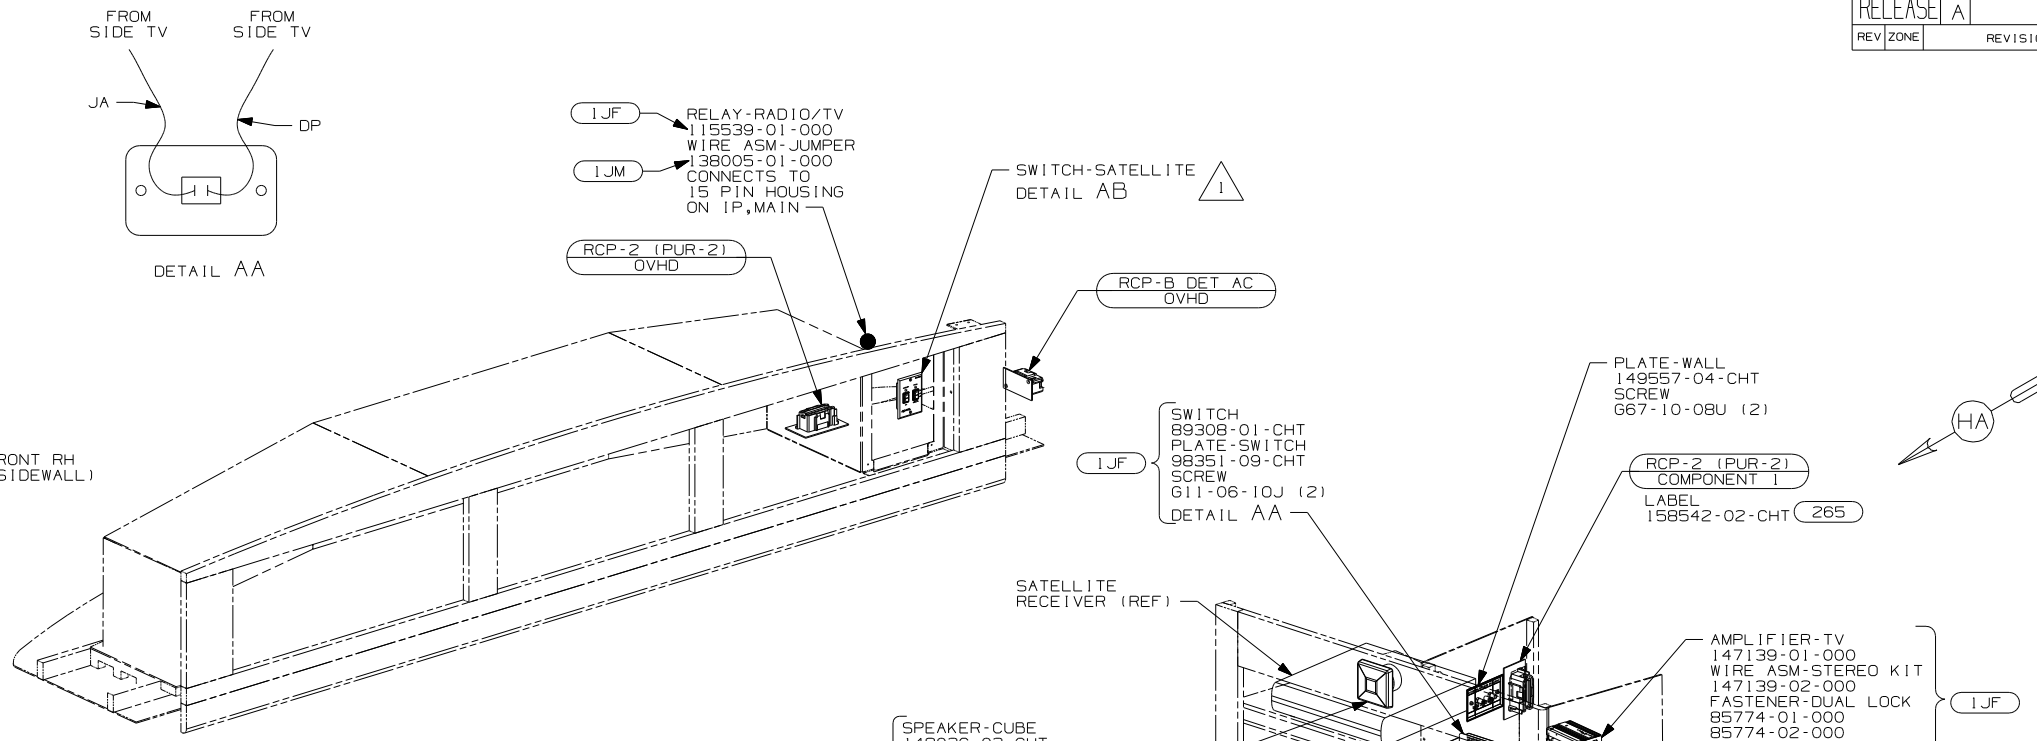 FROM
SIDE TV
FROM
SIDE TV
JA
DP
DETAIL AA
1JF
1JM
RELAY-RADIO/TV
115539-01-000
WIRE ASM-JUMPER
138005-01-000
CONNECTS TO
15 PIN HOUSING
ON IP,MAIN
SWITCH-SATELLITE
DETAIL AB
1
RCP-2 (PUR-2)
OVHD
RCP-B DET AC
OVHD
RELEASE A
REV ZONE
PLATE-WALL
149557-04-CHT
SCREW
G67-10-08U (2)
HA
1JF
SWITCH
89308-01-CHT
PLATE-SWITCH
98351-09-CHT
SCREW
G11-06-10J (2)
DETAIL AA
RCP-2 (PUR-2)
COMPONENT 1
LABEL
158542-02-CHT
265
RONT RH
SIDEWALL)
SATELLITE
RECEIVER (REF)
AMPLIFIER-TV
147139-01-000
WIRE ASM-STEREO KIT
147139-02-000
FASTENER-DUAL LOCK
85774-01-000
85774-02-000
1JF
SPEAKER-CUBE